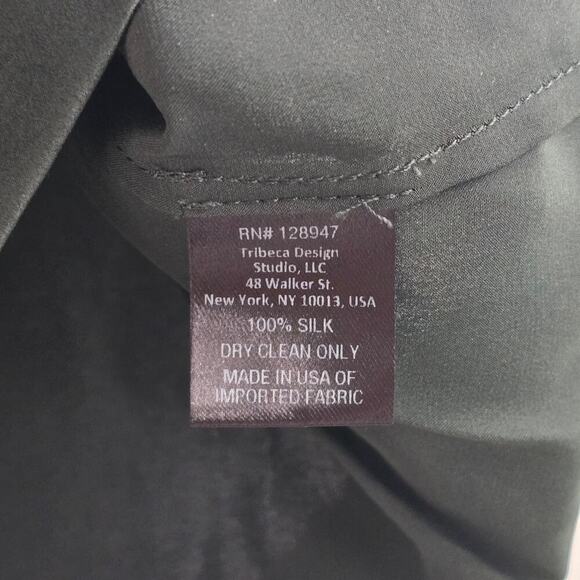 RN# 128947
Tribeca Design
Studio, LLC
48 Walker St.
New York, NY 10013, USA
100% SILK
DRY CLEAN ONLY
MADE IN USA OF
IMPORTED FABRIC